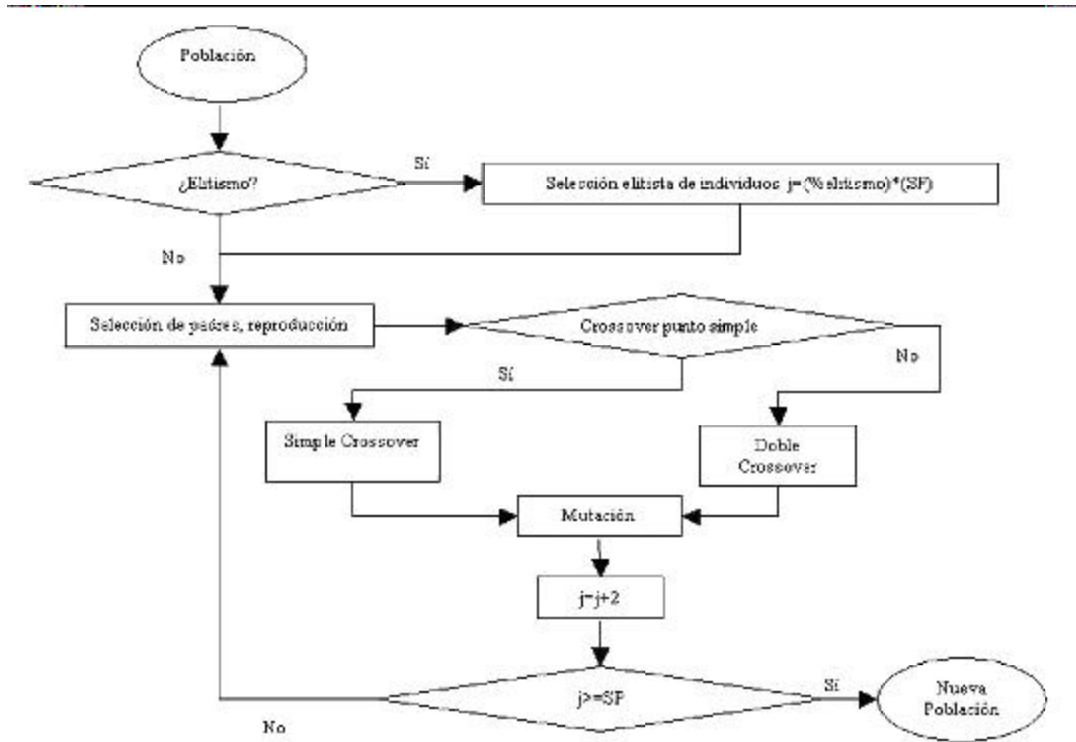 Población
¿Elitismo?
Sí
Selección elitista de individuos j=(%elitismo)*(SP)
No
Selección de padres, reproducción
Crossover punto simple
Sí
No
Simple Crossover
Doble
Crossover
Mutación
j=j+2
j>=SP
Sí
No
Nueva
Población